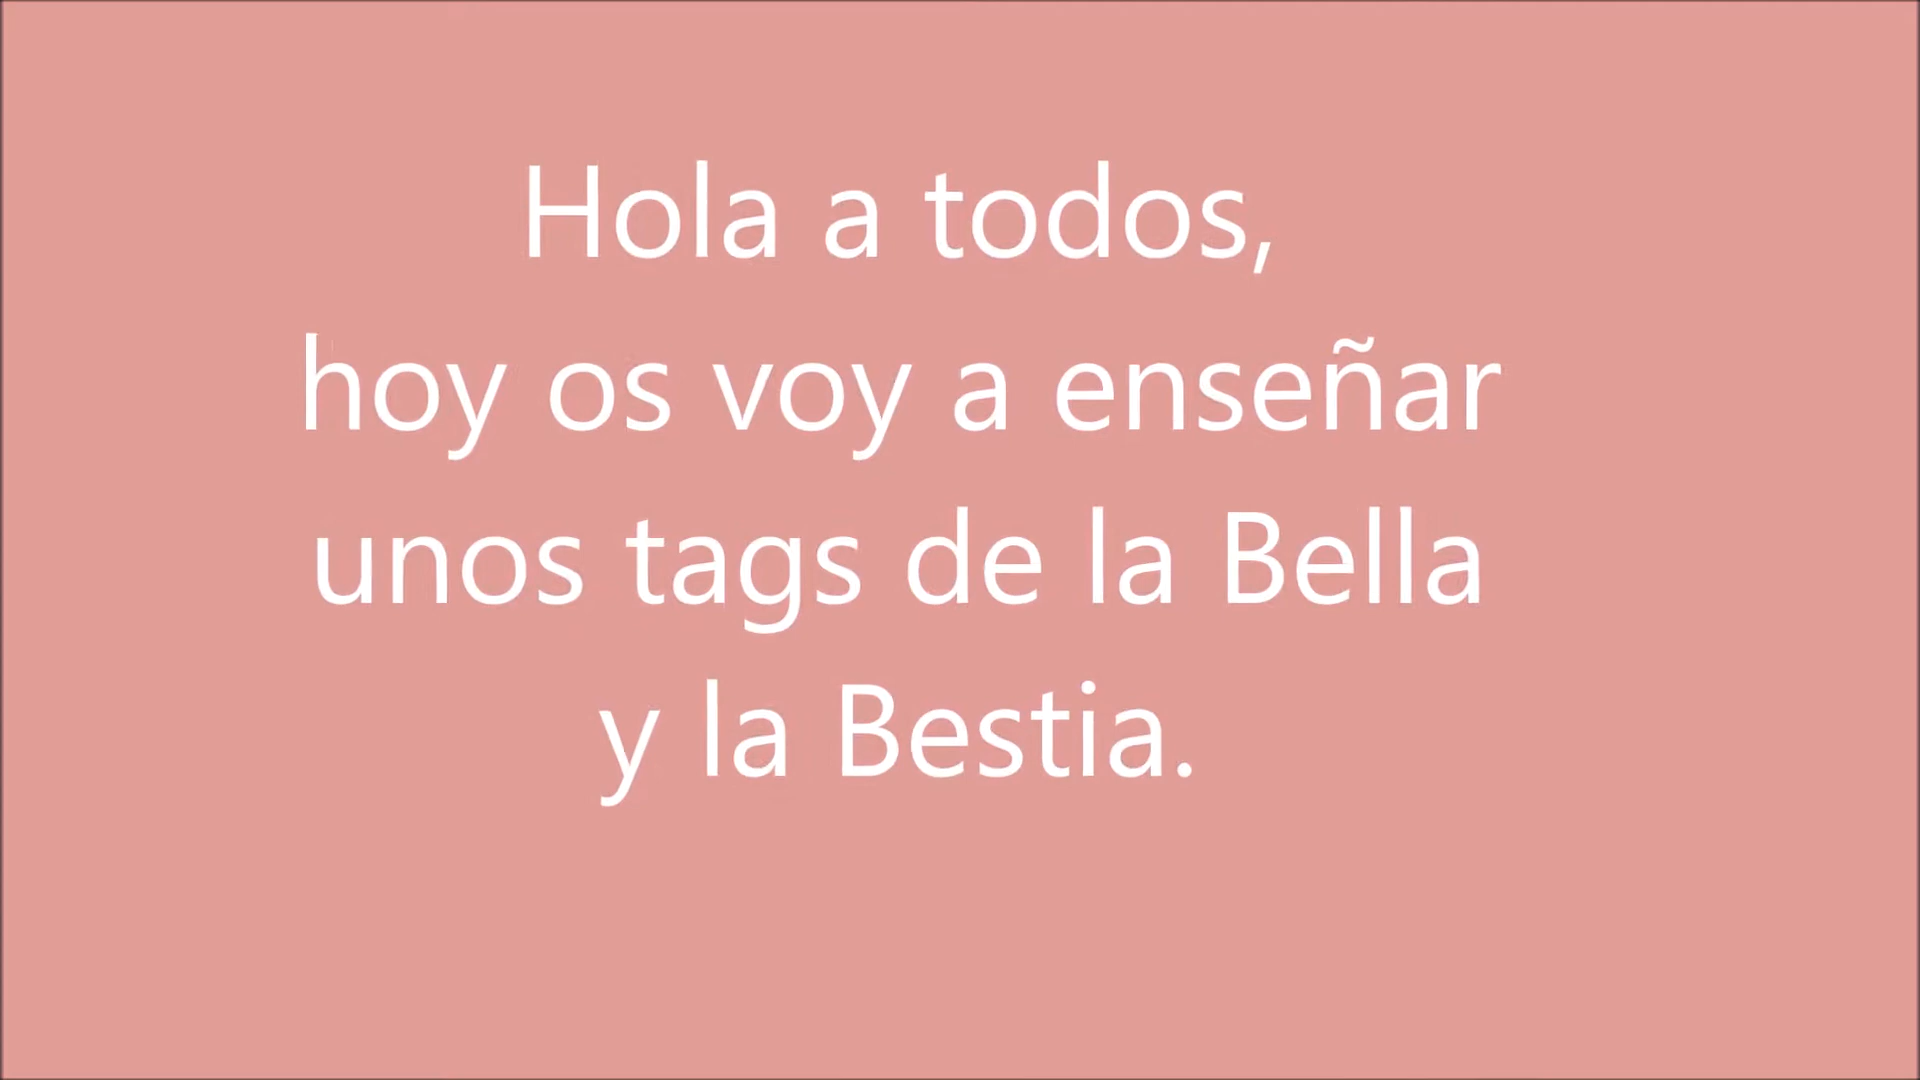 Hola a todos,
hoy os voy a enseñar
unos tags de la Bella
y la Bestia.